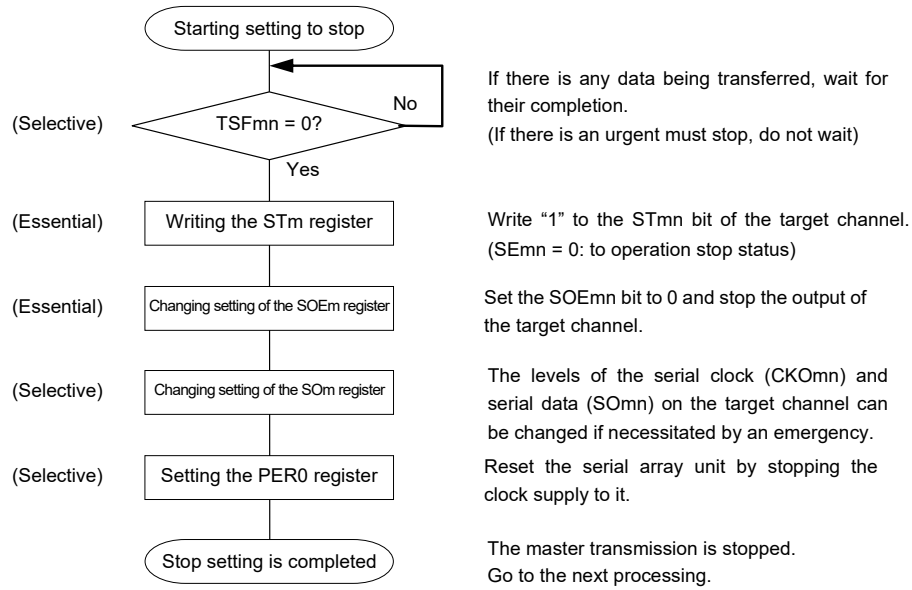 Starting setting to stop
No
If there is any data being transferred, wait for
their completion.
(If there is an urgent must stop, do not wait)
(Selective)
TSFmn = 0?
Yes
(Essential)
Writing the STm register
Write “1” to the STmn bit of the target channel.
(SEmn = 0: to operation stop status)
(Essential)
Changing setting of the SOEm register
Set the SOEmn bit to 0 and stop the output of
the target channel.
(Selective)
Changing setting of the SOm register
The levels of the serial clock (CKOmn) and
serial data (SOmn) on the target channel can
be changed if necessitated by an emergency.
(Selective)
Setting the PER0 register
Reset the serial array unit by stopping the
clock supply to it.
Stop setting is completed
The master transmission is stopped.
Go to the next processing.